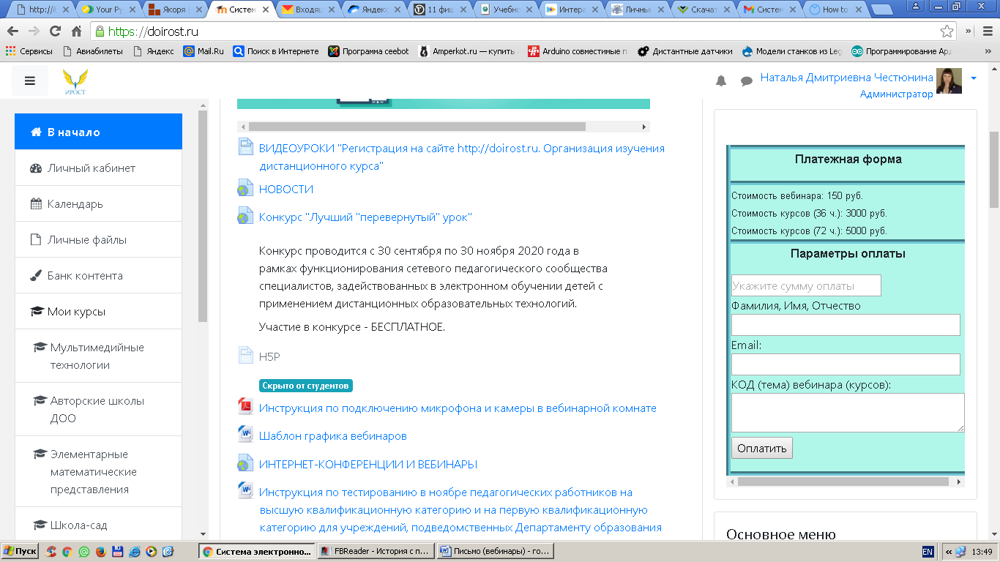 http://i
Your Py
Якоря
Систем
Входящ
Яндекс
11 фиш
Учебно
Интера
Личны
Скачат
Систем
How to
https://doirost.ru
Сервисы
Авиабилеты
Яндекс
Mail.Ru
Поиск в Интернете
Программа ceebot
Amperkot.ru — купить
Arduino совместимые п
Дистантные датчики
Модели станков из Leg
Программирование Ард
ИРОСТ
Наталья Дмитриевна Честюнина
Администратор
В начало
Личный кабинет
Календарь
Личные файлы
Банк контента
Мои курсы
Мультимедийные
технологии
Авторские школы
ДОО
Элементарные
математические
представления
Школа-сад
ВИДЕОУРОКИ "Регистрация на сайте http://doirost.ru. Организация изучения
дистанционного курса"
НОВОСТИ
Конкурс "Лучший "перевернутый" урок"
Конкурс проводится с 30 сентября по 30 ноября 2020 года в
рамках функционирования сетевого педагогического сообщества
специалистов, задействованных в электронном обучении детей с
применением дистанционных образовательных технологий.
Участие в конкурсе - БЕСПЛАТНОЕ.
H5P
Скрыто от студентов
Инструкция по подключению микрофона и камеры в вебинарной комнате
Шаблон графика вебинаров
ИНТЕРНЕТ-КОНФЕРЕНЦИИ И ВЕБИНАРЫ
Инструкция по тестированию в ноябре педагогических работников на
высшую квалификационную категорию и на первую квалификационную
категорию для учреждений, подведомственных Департаменту образования
Платежная форма
Стоимость вебинара: 150 руб.
Стоимость курсов (36 ч.): 3000 руб.
Стоимость курсов (72 ч.): 5000 руб.
Параметры оплаты
Укажите сумму оплаты
Фамилия, Имя, Отчество
Email:
КОД (тема) вебинара (курсов):
Оплатить
Основное меню
Пуск
Система электронно...
FBReader - История с п...
Письмо (вебинары) - го...
EN
13:49